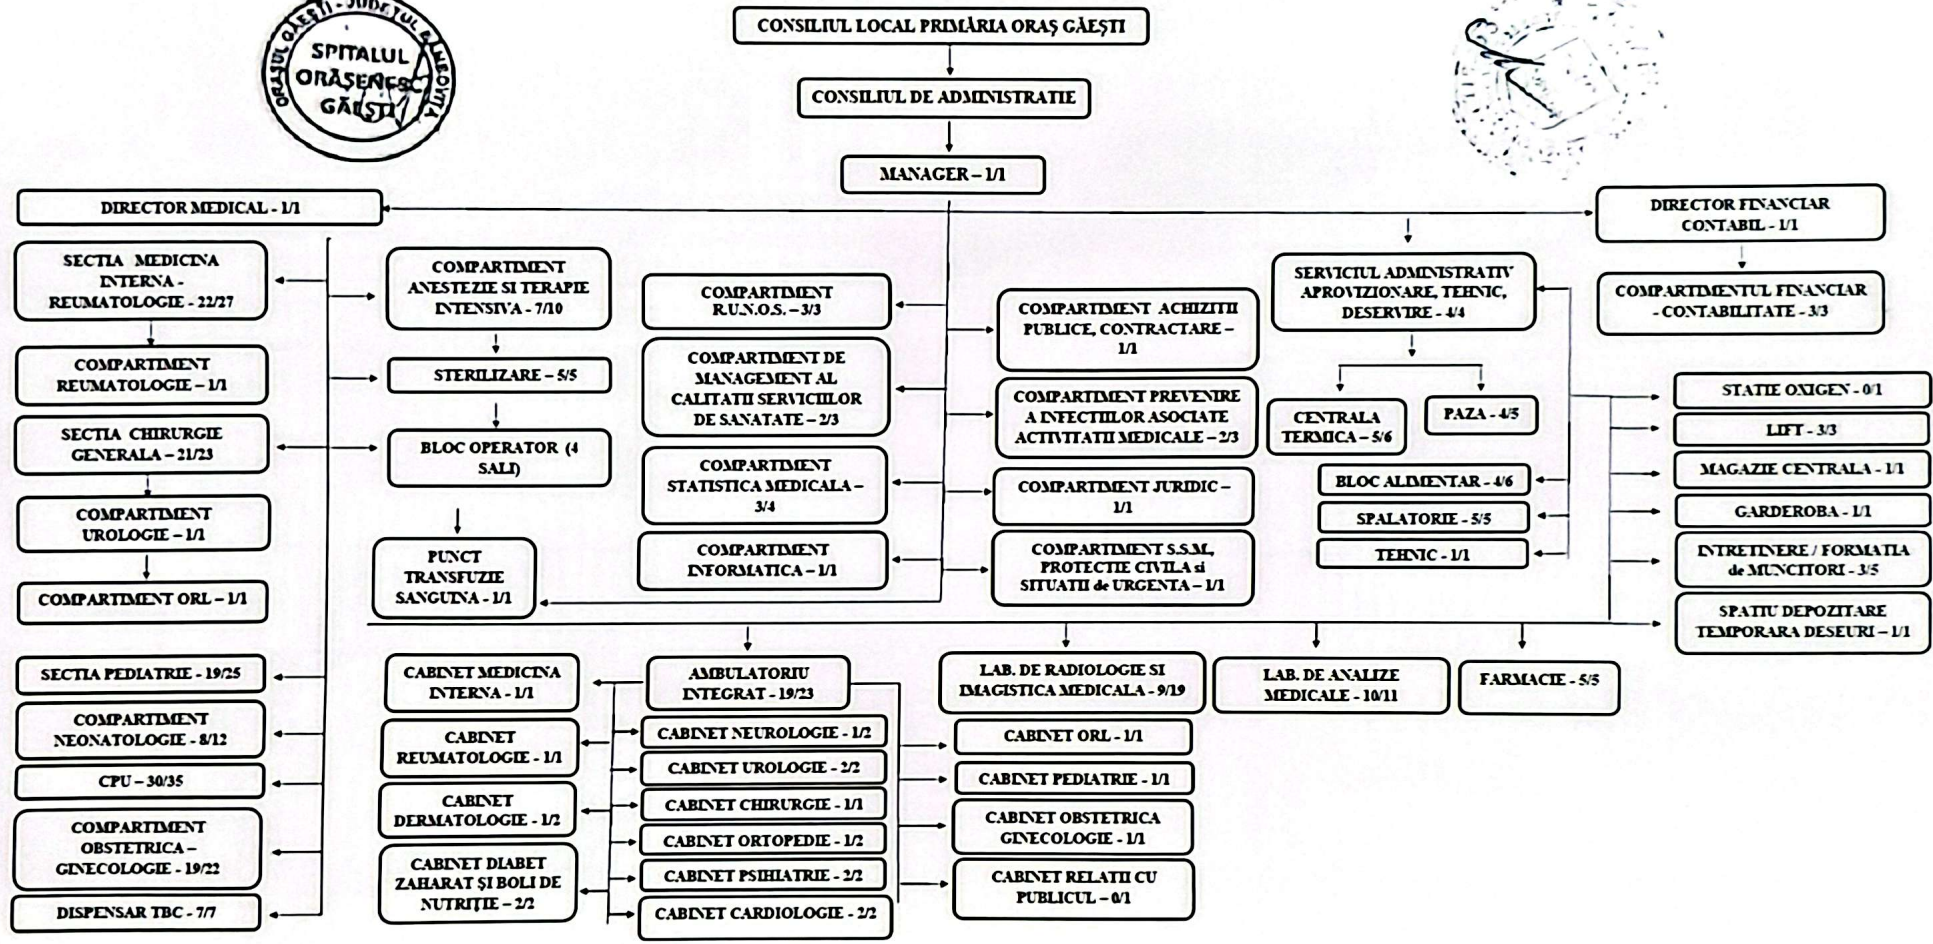 CONSILIUL LOCAL PRIMĂRIA ORAŞ GĂEŞTI
ORAŞUL GĂEŞTI - JUDEŢUL
SPITALUL
ORĂŞENESC
GĂEŞTI
CONSILIUL DE ADMINISTRATIE
MANAGER – 1/1
DIRECTOR MEDICAL - 1/1
DIRECTOR FINANCIAR
CONTABIL - 1/1
SECTIA MEDICINA
INTERNA -
REUMATOLOGIE - 22/27
COMPARTIMENT
REUMATOLOGIE – 1/1
SECTIA CHIRURGIE
GENERALA – 21/23
COMPARTIMENT
UROLOGIE – 1/1
COMPARTIMENT ORL – 1/1
SECTIA PEDIATRIE - 19/25
COMPARTIMENT
NEONATOLOGIE - 8/12
CPU – 30/35
COMPARTIMENT
OBSTETRICA –
GINECOLOGIE - 19/22
DISPENSAR TBC - 7/7
COMPARTIMENT
ANESTEZIE SI TERAPIE
INTENSIVA - 7/10
STERILIZARE – 5/5
BLOC OPERATOR (4
SALI)
PUNCT
TRANSFUZIE
SANGUINA - 1/1
COMPARTIMENT
R.U.N.O.S. – 3/3
COMPARTIMENT DE
MANAGEMENT AL
CALITATII SERVICIILOR
DE SANATATE - 2/3
COMPARTIMENT
STATISTICA MEDICALA –
3/4
COMPARTIMENT
INFORMATICA – 1/1
COMPARTIMENT ACHIZITII
PUBLICE, CONTRACTARE –
1/1
COMPARTIMENT PREVENIRE
A INFECTIILOR ASOCIATE
ACTIVITATII MEDICALE – 2/3
COMPARTIMENT JURIDIC –
1/1
COMPARTIMENT S.S.M.,
PROTECTIE CIVILA si
SITUATII de URGENTA – 1/1
SERVICIUL ADMINISTRATIV
APROVIZIONARE, TEHNIC,
DESERVIRE - 4/4
CENTRALA
TERMICA – 5/6
PAZA - 4/5
BLOC ALIMENTAR - 4/6
SPALATORIE - 5/5
TEHNIC - 1/1
COMPARTIMENTUL FINANCIAR
- CONTABILITATE - 3/3
STATIE OXIGEN - 0/1
LIFT - 3/3
MAGAZIE CENTRALA - 1/1
GARDEROBA - 1/1
INTRETINERE / FORMATIA
de MUNCITORI - 3/5
SPATIU DEPOZITARE
TEMPORARA DESEURI – 1/1
CABINET MEDICINA
INTERNA - 1/1
CABINET
REUMATOLOGIE - 1/1
CABINET
DERMATOLOGIE - 1/2
CABINET DIABET
ZAHARAT ŞI BOLI DE
NUTRIŢIE – 2/2
AMBULATORIU
INTEGRAT - 19/23
CABINET NEUROLOGIE - 1/2
CABINET UROLOGIE - 2/2
CABINET CHIRURGIE - 1/1
CABINET ORTOPEDIE - 1/2
CABINET PSIHIATRIE - 2/2
CABINET CARDIOLOGIE - 2/2
LAB. DE RADIOLOGIE SI
IMAGISTICA MEDICALA - 9/19
CABINET ORL - 1/1
CABINET PEDIATRIE - 1/1
CABINET OBSTETRICA
GINECOLOGIE - 1/1
CABINET RELATII CU
PUBLICUL – 0/1
LAB. DE ANALIZE
MEDICALE - 10/11
FARMACIE - 5/5